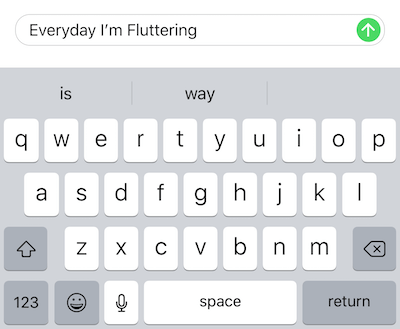 Everyday I’m Fluttering
is way
q w e r t y u i o p
a s d f g h j k l
z x c v b n m
123 space return